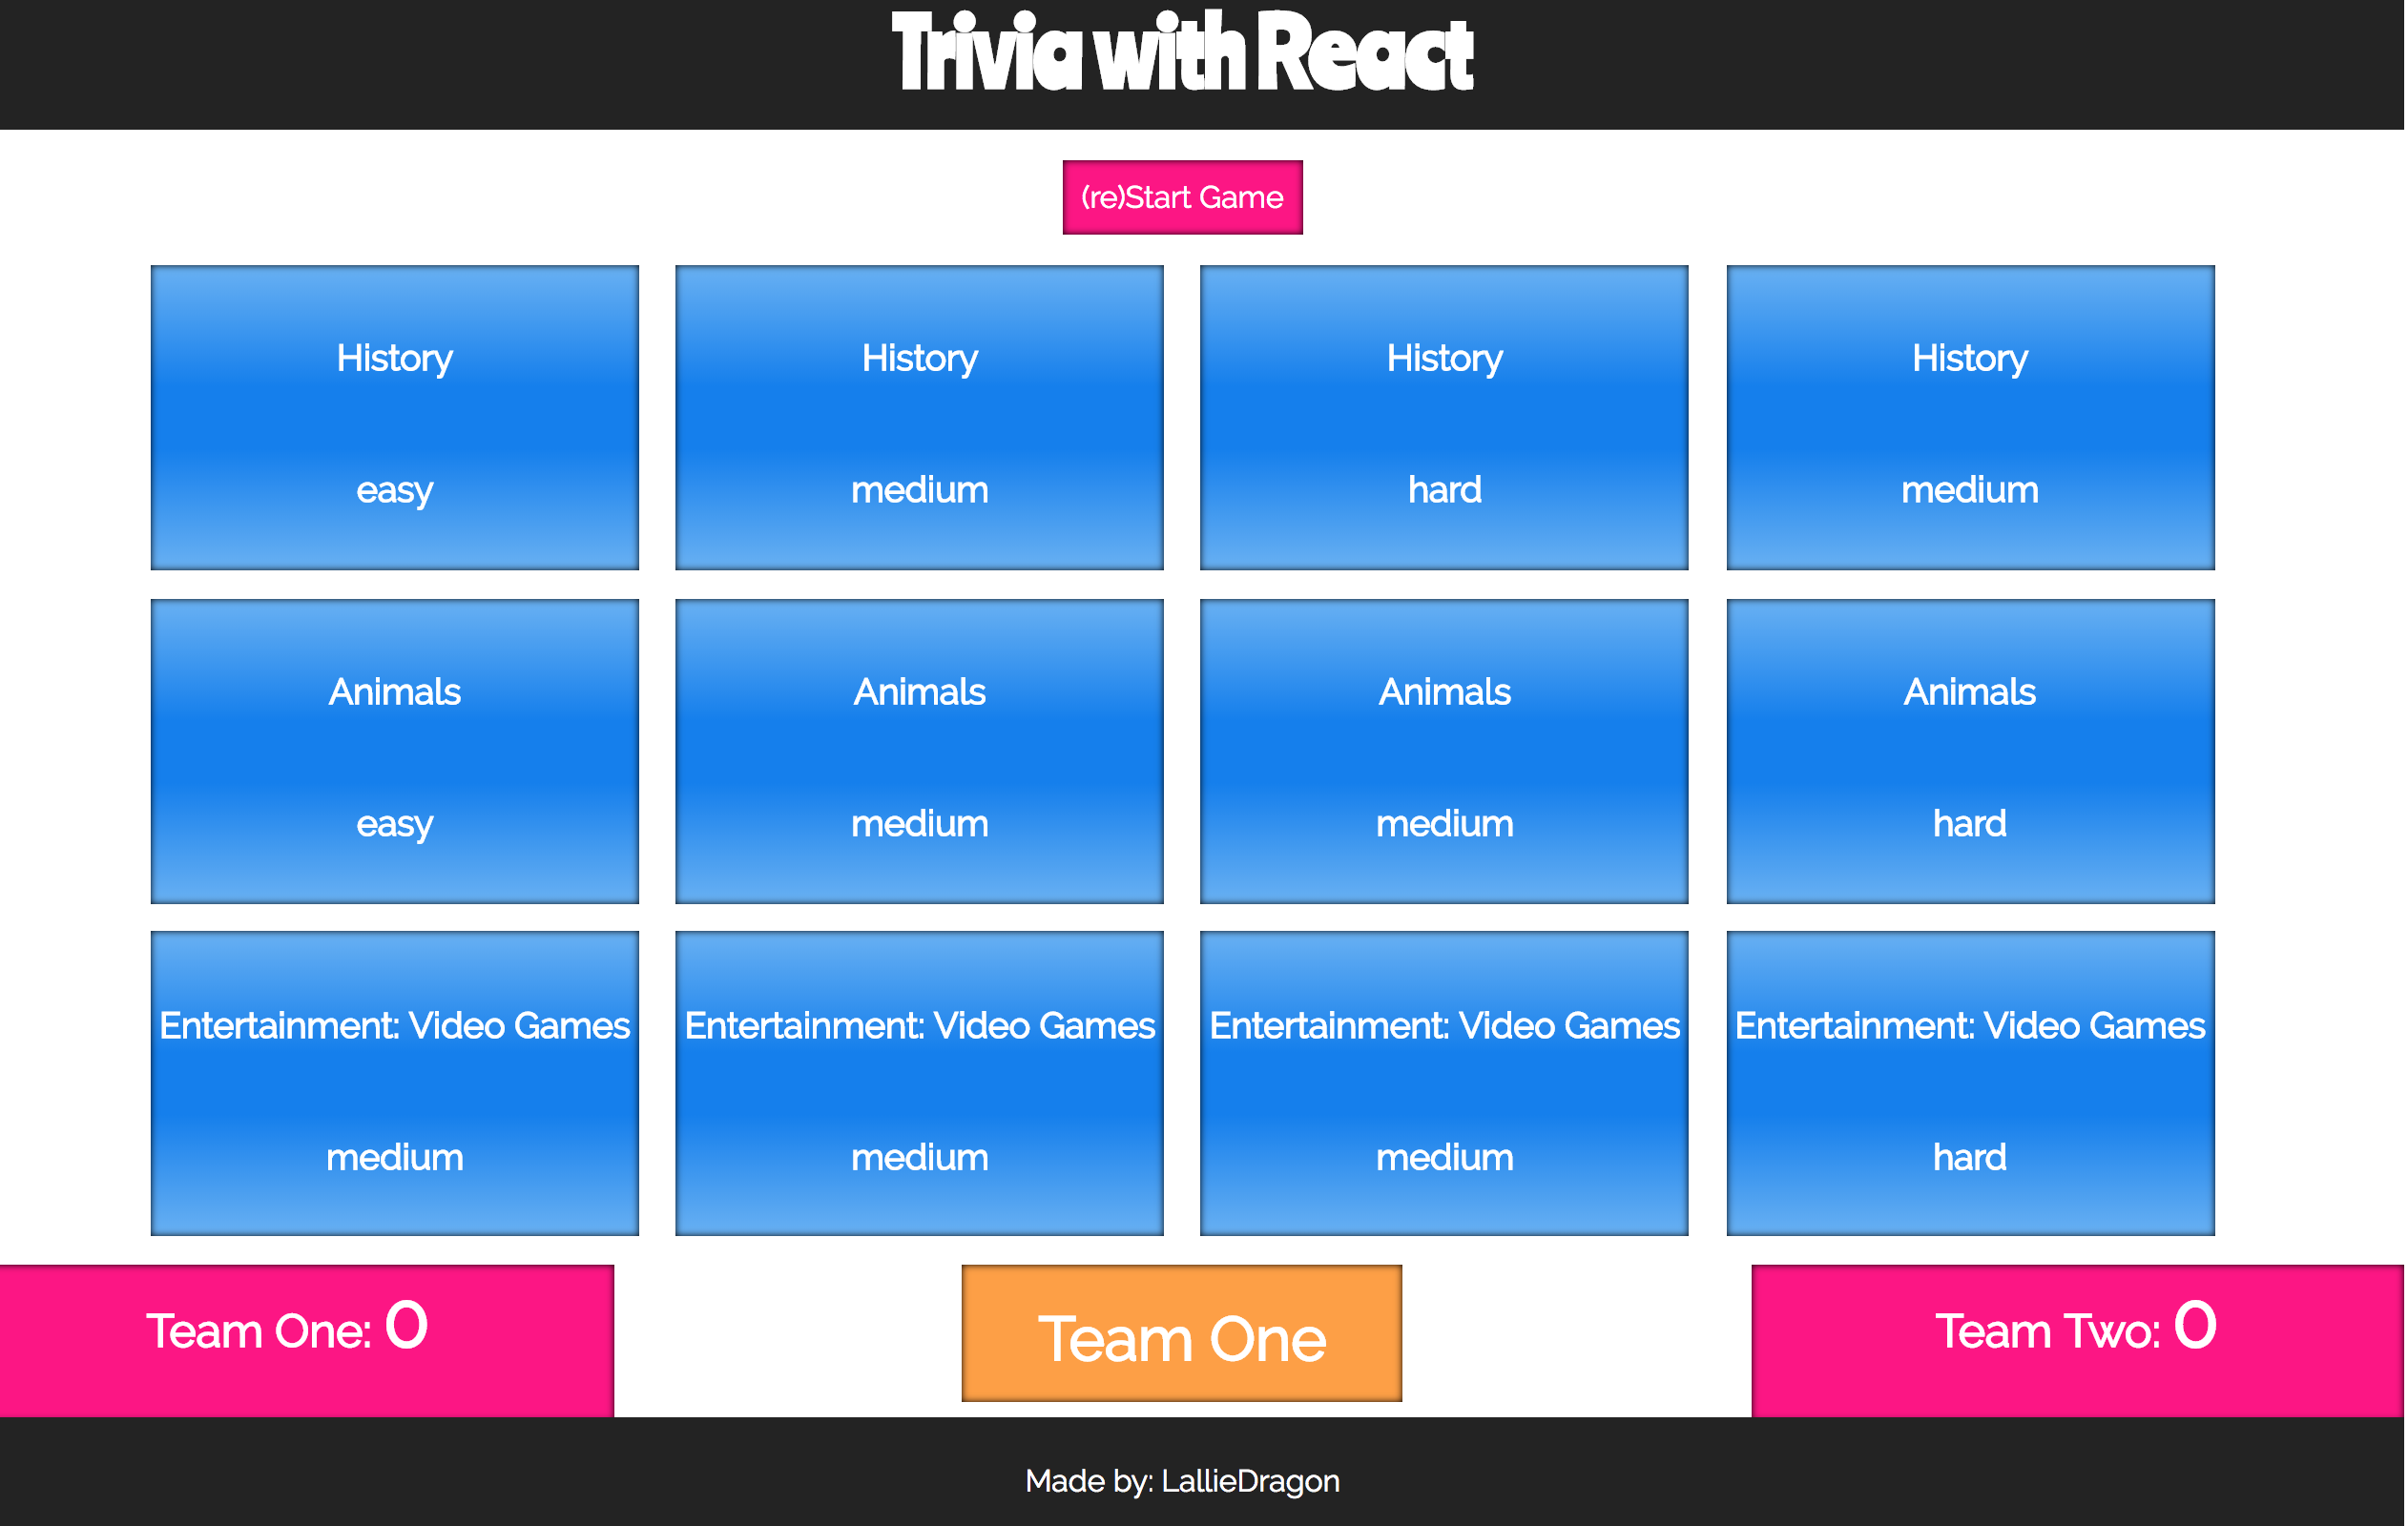 Trivia with React
(re)Start Game
History History History History
easy medium hard medium
Animals Animals Animals Animals
easy medium medium hard
Entertainment: Video Games Entertainment: Video Games Entertainment: Video Games Entertainment: Video Games
medium medium medium hard
Team One: 0 Team One Team Two: 0
Made by: LallieDragon